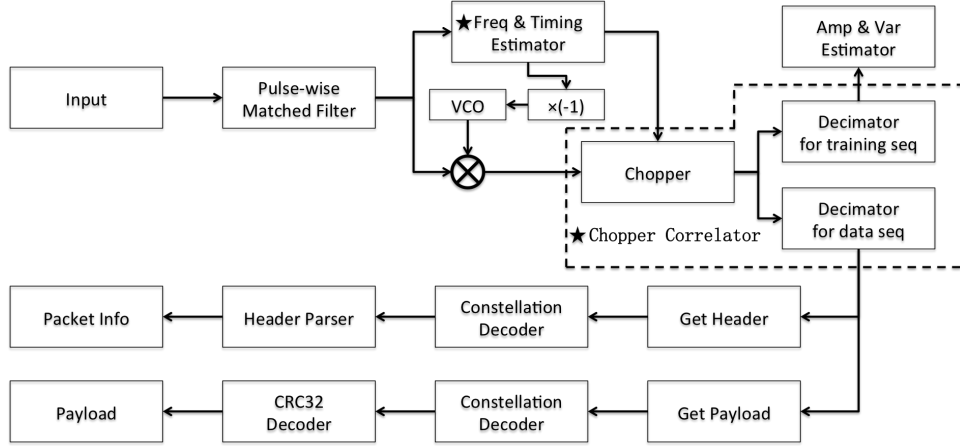 ★Freq & Timing
Estimator
Amp & Var
Estimator
Input
Pulse-wise
Matched Filter
VCO
×(-1)
Decimator
for training seq
Chopper
Decimator
for data seq
★Chopper Correlator
Packet Info
Header Parser
Constellation
Decoder
Get Header
Payload
CRC32
Decoder
Constellation
Decoder
Get Payload